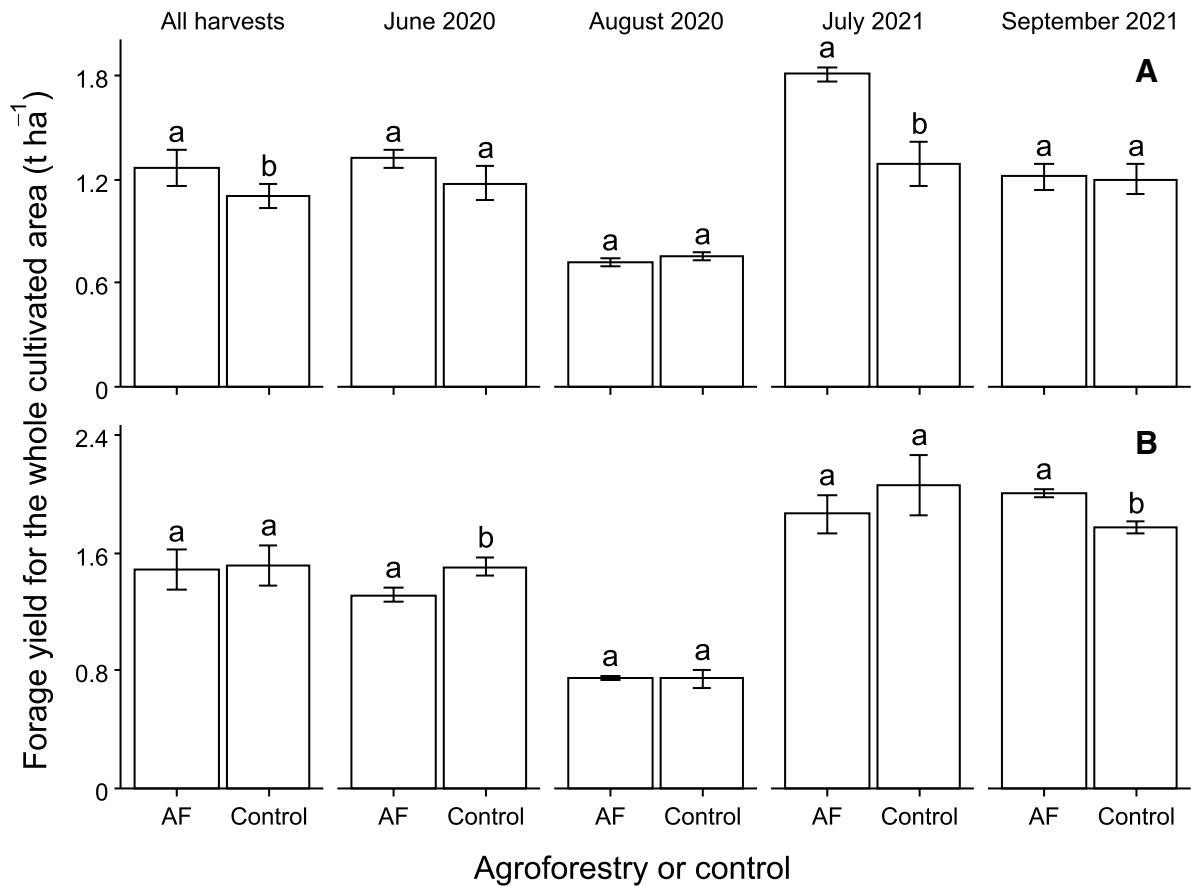 All harvests June 2020 August 2020 July 2021 September 2021
Forage yield for the whole cultivated area (t ha⁻¹)
A
1.8
1.2
0.6
0
a b a a a a a b a a
B
2.4
1.6
0.8
0
a a a b a a a a a b
AF Control AF Control AF Control AF Control AF Control
Agroforestry or control